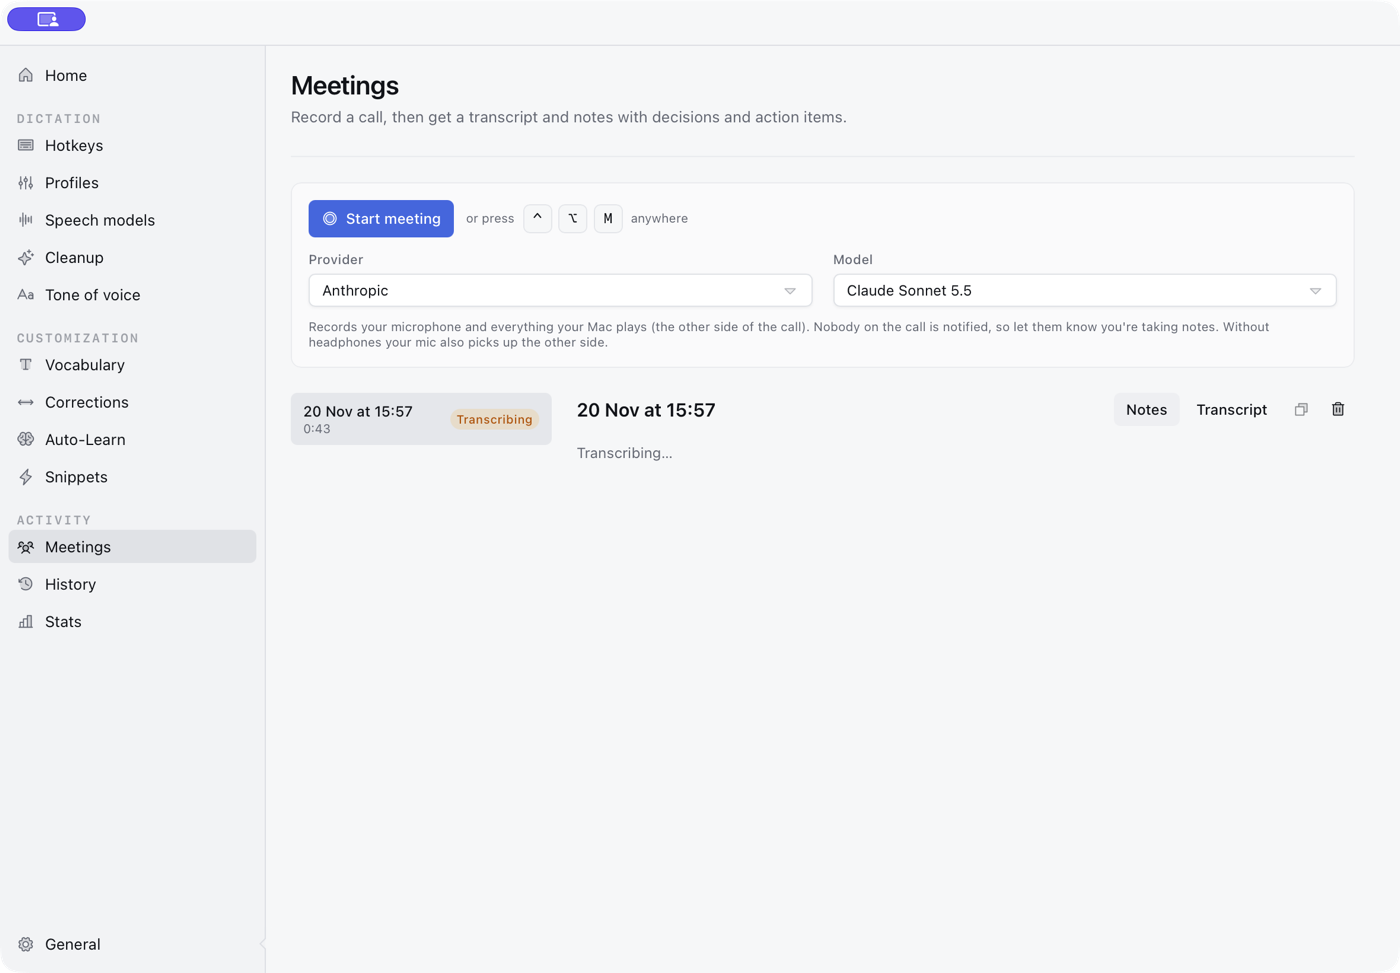 Home
DICTATION
Hotkeys
Profiles
Speech models
Cleanup
Aa Tone of voice
CUSTOMIZATION
Vocabulary
Corrections
Auto-Learn
Snippets
ACTIVITY
Meetings
History
Stats
General
Meetings
Record a call, then get a transcript and notes with decisions and action items.
Start meeting or press ^ ⌥ M anywhere
Provider
Anthropic
Model
Claude Sonnet 5.5
Records your microphone and everything your Mac plays (the other side of the call). Nobody on the call is notified, so let them know you're taking notes. Without
headphones your mic also picks up the other side.
20 Nov at 15:57
0:43
Transcribing
20 Nov at 15:57
Notes Transcript
Transcribing...